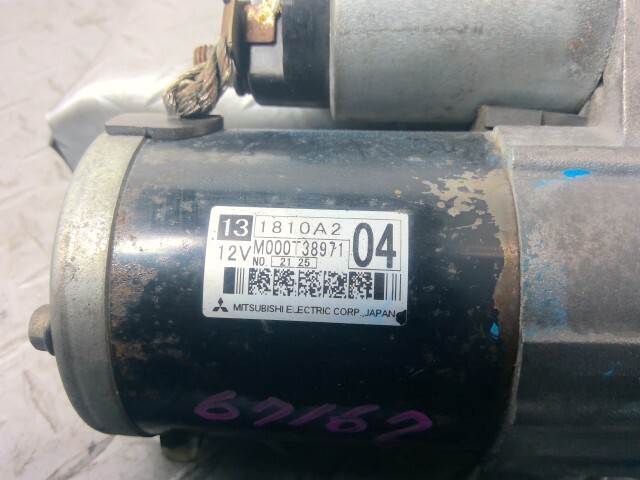 13 1810A2 04
12V M000T38971
NO. 21 25
MITSUBISHI ELECTRIC CORP., JAPAN
67167